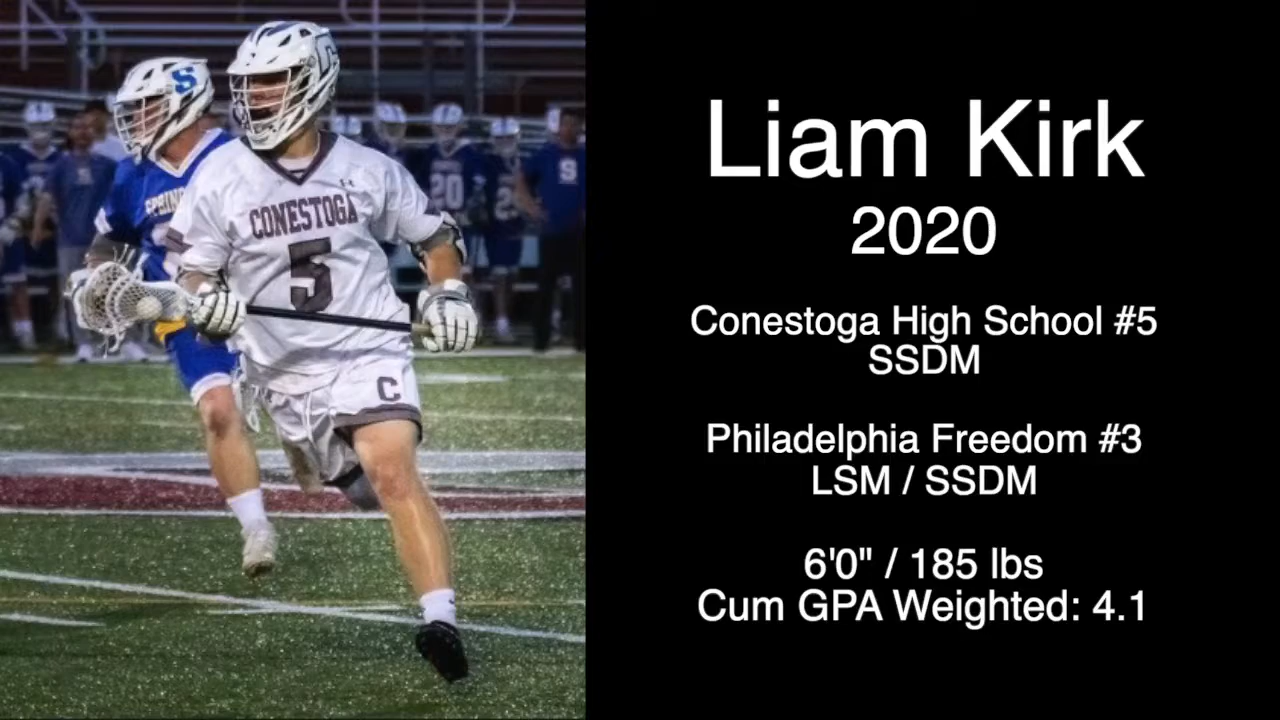 S
CONESTOGA
5
C
20
S
Liam Kirk
2020
Conestoga High School #5
SSDM
Philadelphia Freedom #3
LSM / SSDM
6'0" / 185 lbs
Cum GPA Weighted: 4.1